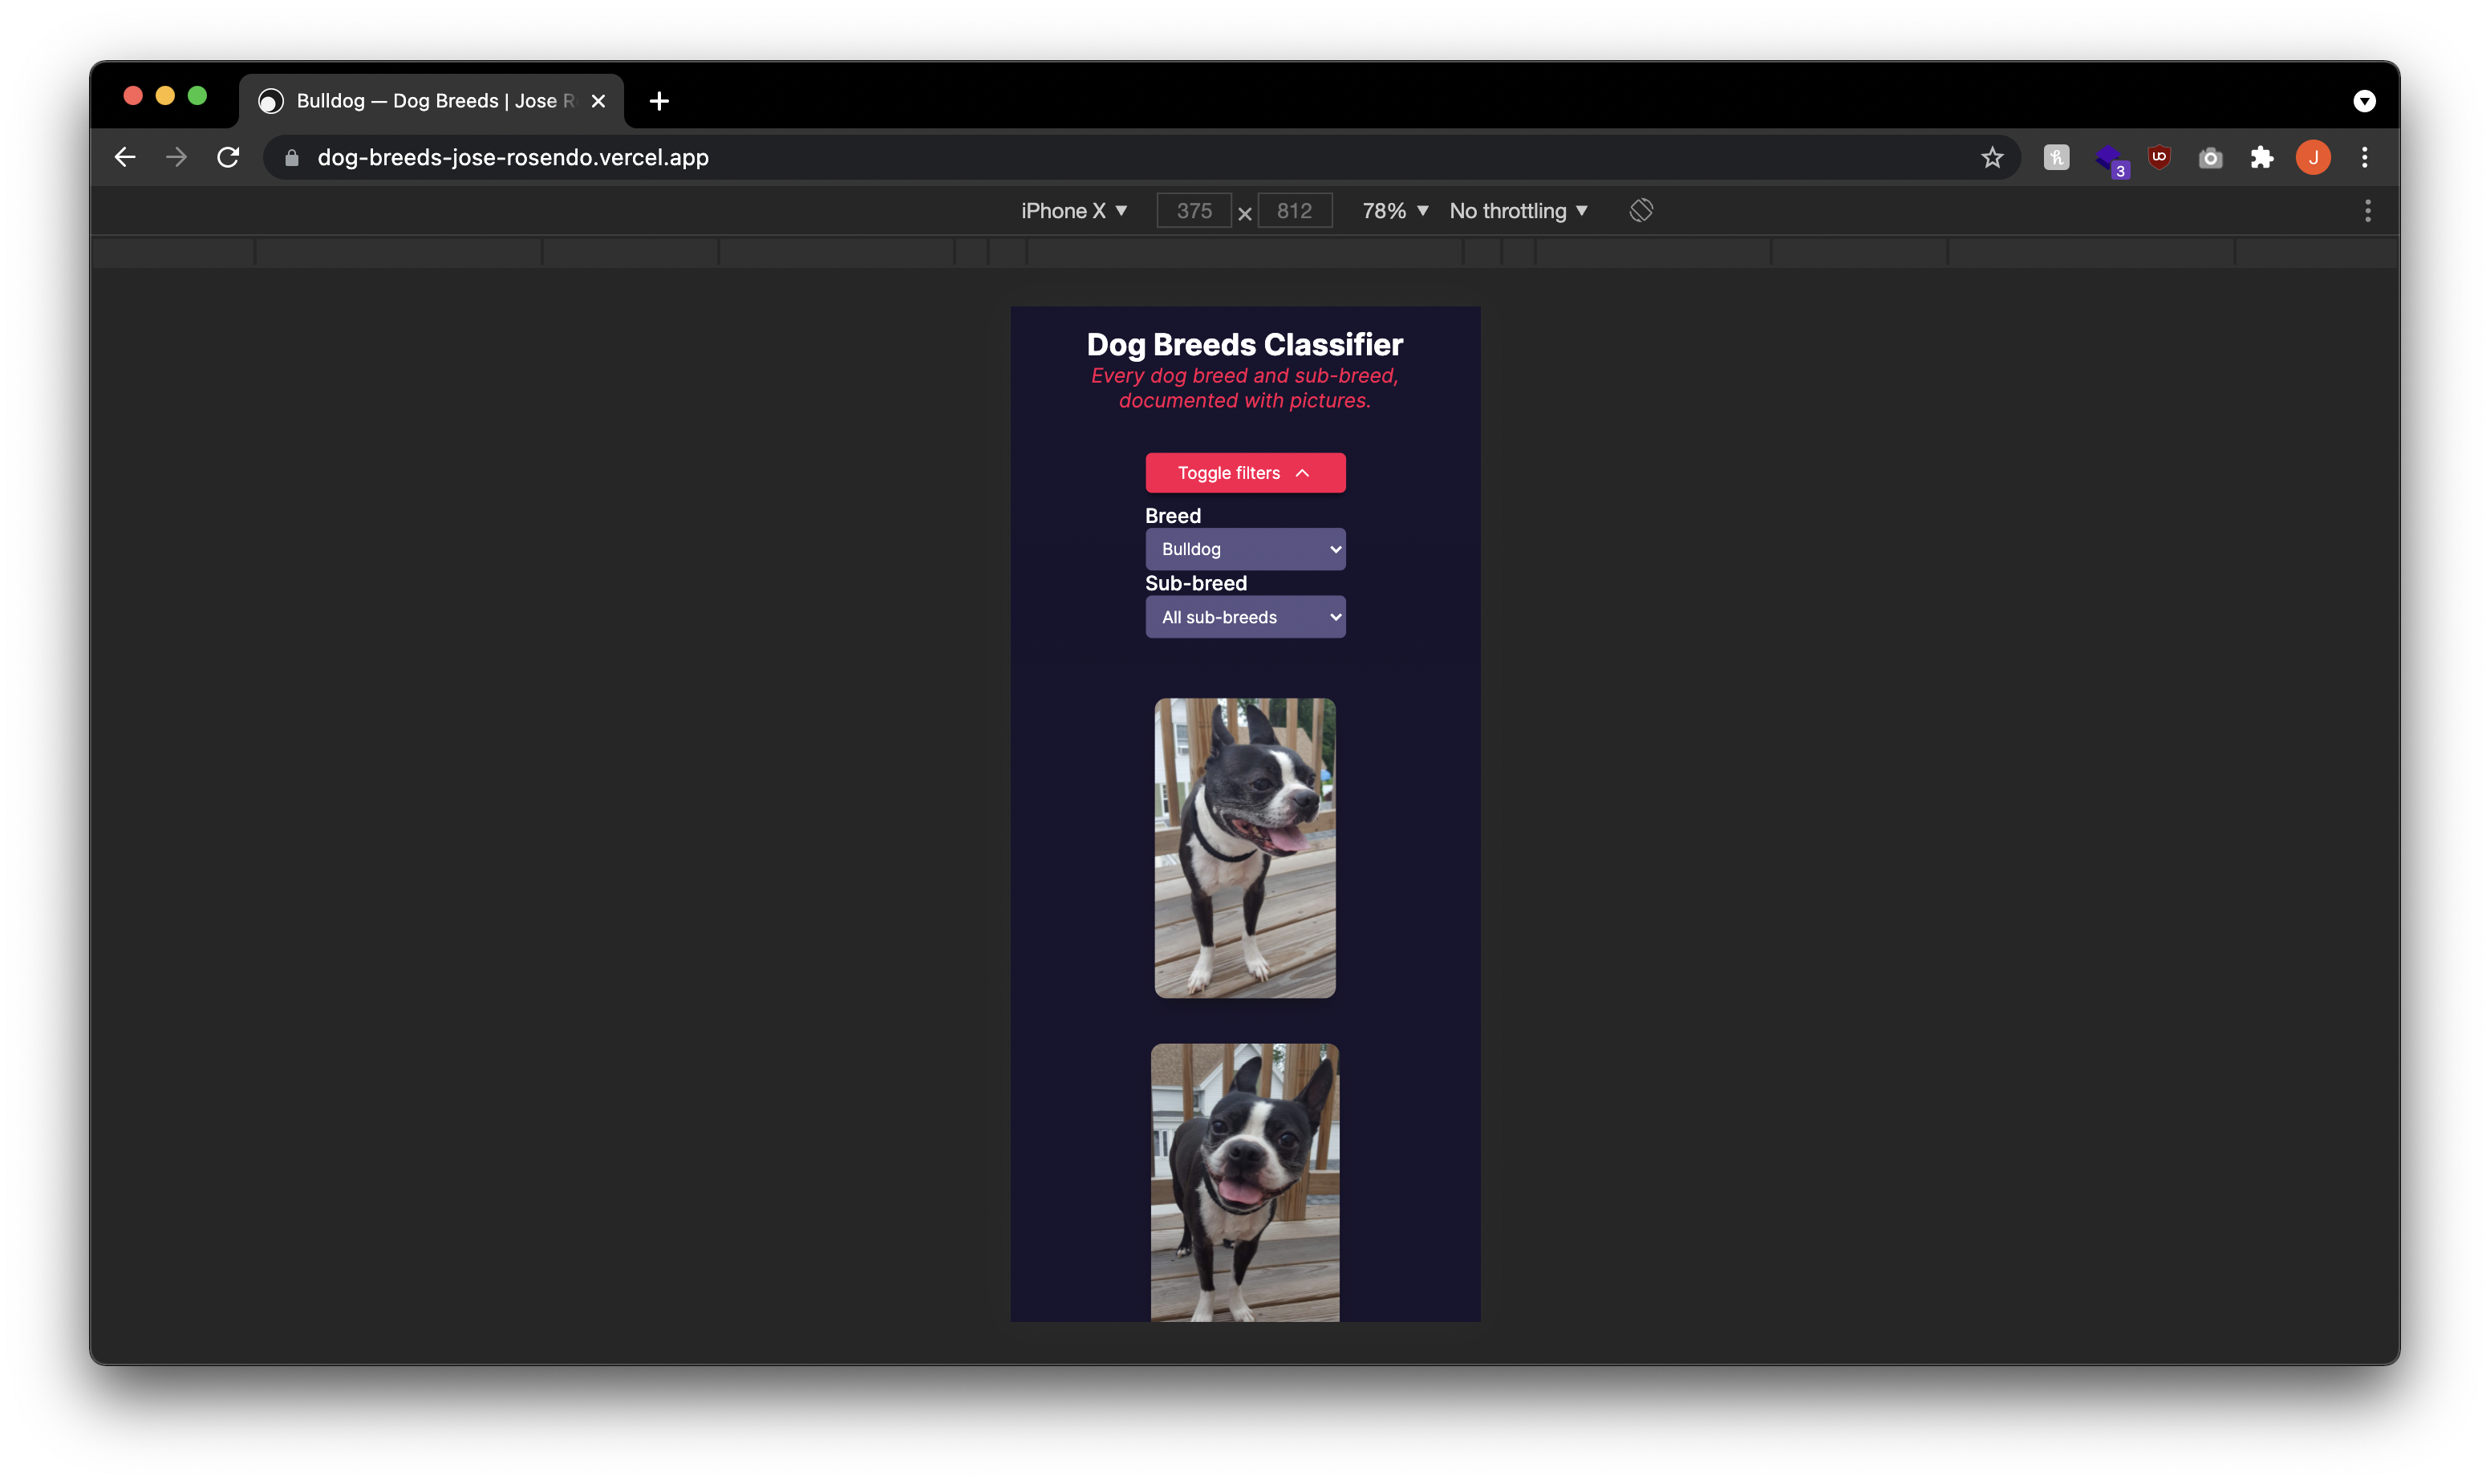 Bulldog — Dog Breeds | Jose R
dog-breeds-jose-rosendo.vercel.app
3
J
iPhone X ▼ 375 × 812 78% ▼ No throttling ▼
Dog Breeds Classifier
Every dog breed and sub-breed,
documented with pictures.
Toggle filters
Breed
Bulldog
Sub-breed
All sub-breeds